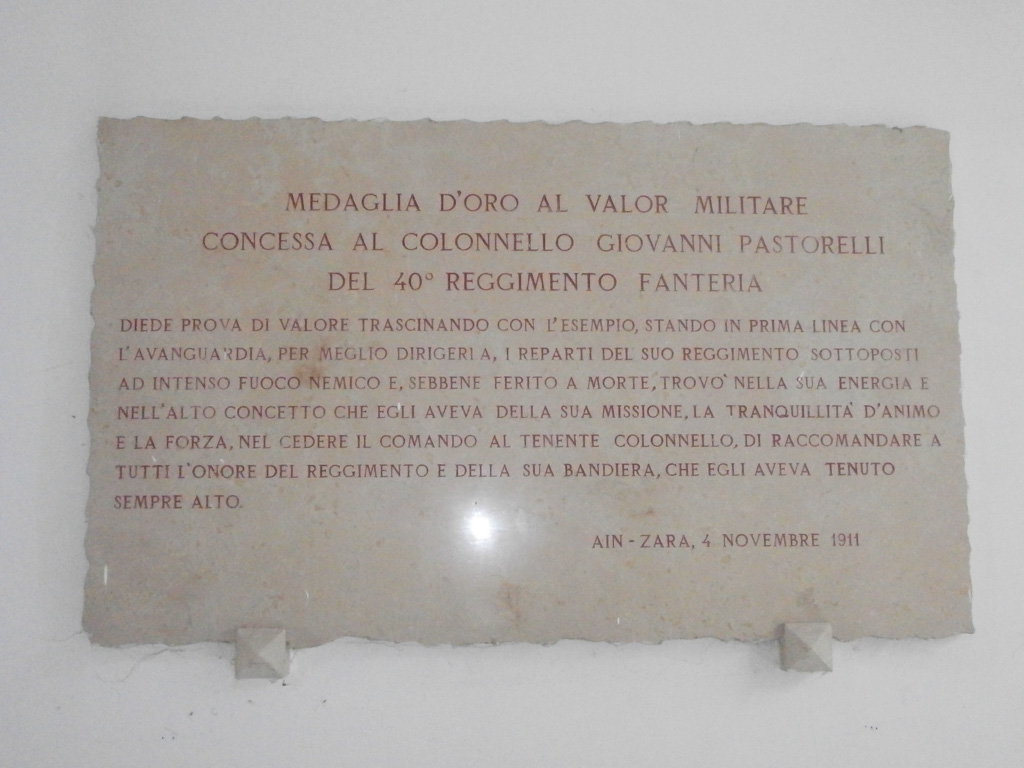 MEDAGLIA D'ORO AL VALOR MILITARE
CONCESSA AL COLONNELLO GIOVANNI PASTORELLI
DEL 40° REGGIMENTO FANTERIA
DIEDE PROVA DI VALORE TRASCINANDO CON L'ESEMPIO, STANDO IN PRIMA LINEA CON
L'AVANGUARDIA, PER MEGLIO DIRIGERLA, I REPARTI DEL SUO REGGIMENTO SOTTOPOSTI
AD INTENSO FUOCO NEMICO E, SEBBENE FERITO A MORTE, TROVO' NELLA SUA ENERGIA E
NELL'ALTO CONCETTO CHE EGLI AVEVA DELLA SUA MISSIONE, LA TRANQUILLITA' D'ANIMO
E LA FORZA, NEL CEDERE IL COMANDO AL TENENTE COLONNELLO, DI RACCOMANDARE A
TUTTI L'ONORE DEL REGGIMENTO E DELLA SUA BANDIERA, CHE EGLI AVEVA TENUTO
SEMPRE ALTO.
AIN - ZARA, 4 NOVEMBRE 1911